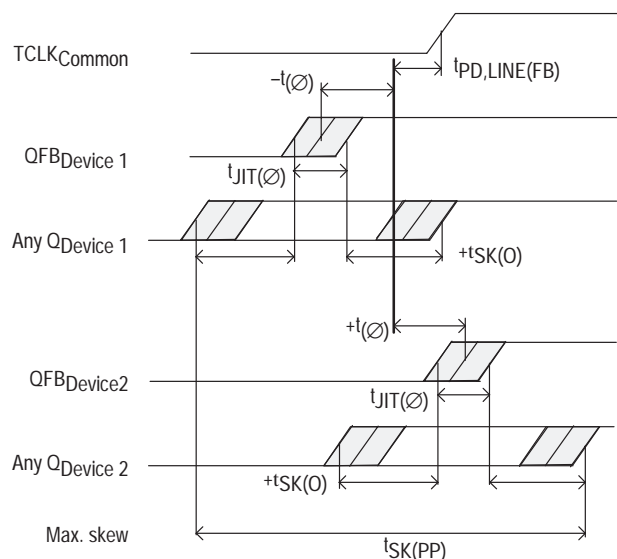 TCLKCommon
tPD,LINE(FB)
–t(∅)
QFBDevice 1
tJIT(∅)
Any QDevice 1
+tSK(O)
+t(∅)
QFBDevice2
tJIT(∅)
Any QDevice 2
+tSK(O)
Max. skew
tSK(PP)